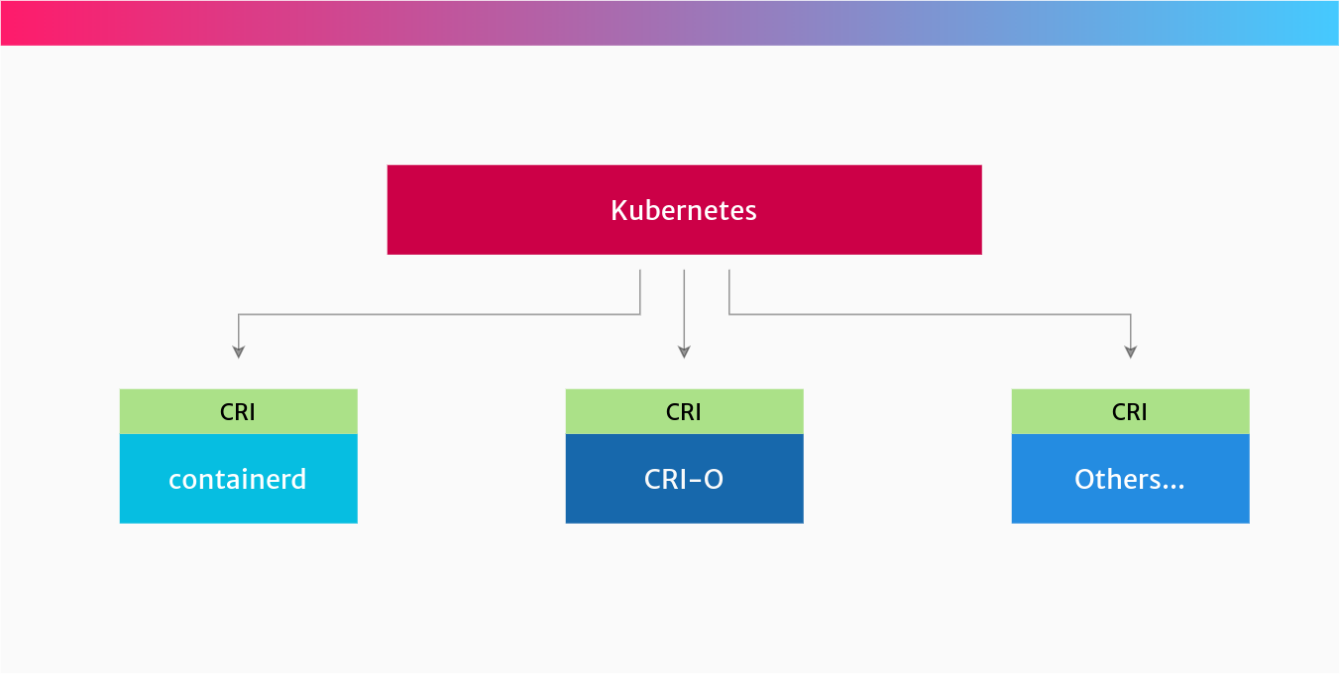 Kubernetes
CRI
CRI
CRI
containerd
CRI-O
Others...